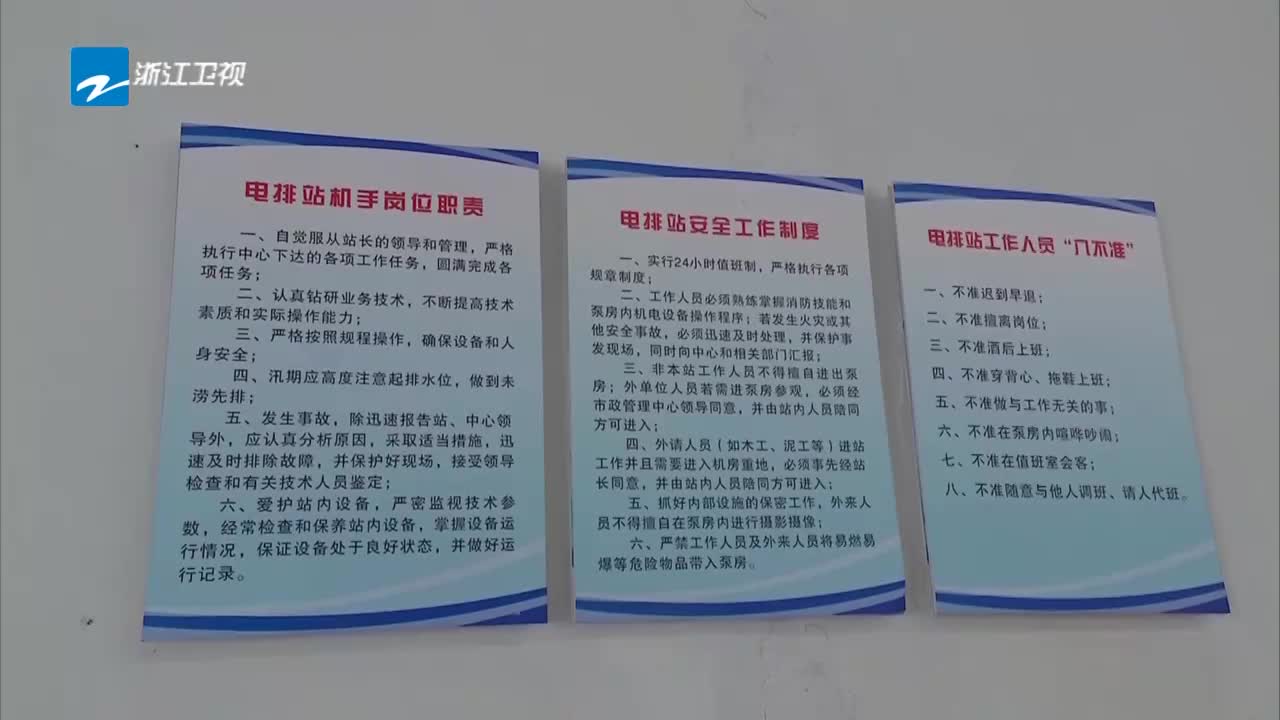 浙江卫视
电排站机手岗位职责
一、自觉服从站长的领导和管理，严格
执行中心下达的各项工作任务，圆满完成各
项任务；
二、认真钻研业务技术，不断提高技术
素质和实际操作能力；
三、严格按照规程操作，确保设备和人
身安全；
四、汛期应高度注意起排水位，做到未
涝先排；
五、发生事故，除迅速报告站、中心领
导外，应认真分析原因，采取适当措施，迅
速及时排除故障，并保护好现场，接受领导
检查和有关技术人员鉴定；
六、爱护站内设备，严密监视技术参
数，经常检查和保养站内设备，掌握设备运
行情况，保证设备处于良好状态，并做好运
行记录。
电排站安全工作制度
一、实行24小时值班制，严格执行各项
规章制度；
二、工作人员必须熟练掌握消防技能和
泵房内机电设备操作程序；若发生火灾或其
他安全事故，必须迅速及时处理，并保护事
发现场，同时向中心和相关部门汇报；
三、非本站工作人员不得擅自进出泵
房；外单位人员若需进泵房参观，必须经
市政管理中心领导同意，并由站内人员陪同
方可进入；
四、外请人员（如木工、泥工等）进站
工作并且需要进入机房重地，必须事先经站
长同意，并由站内人员陪同方可进入；
五、抓好内部设施的保密工作，外来人
员不得擅自在泵房内进行摄影摄像；
六、严禁工作人员及外来人员将易燃易
爆等危险物品带入泵房。
电排站工作人员“八不准”
一、不准迟到早退；
二、不准擅离岗位；
三、不准酒后上班；
四、不准穿背心、拖鞋上班；
五、不准做与工作无关的事；
六、不准在泵房内喧哗吵闹；
七、不准在值班室会客；
八、不准随意与他人调班、请人代班。